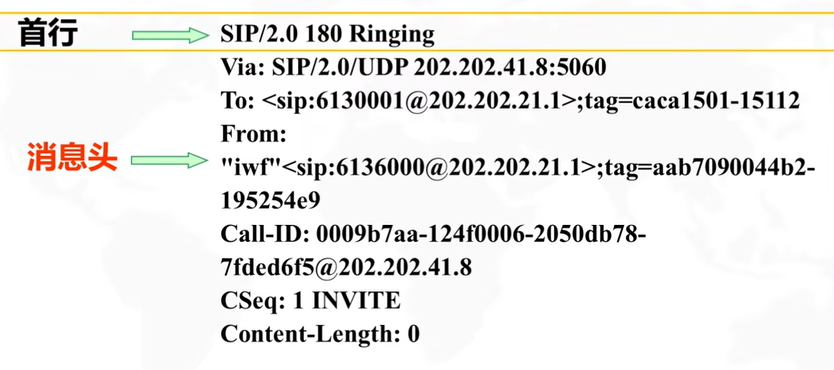 首行
SIP/2.0 180 Ringing
Via: SIP/2.0/UDP 202.202.41.8:5060
To: <sip:6130001@202.202.21.1>;tag=caca1501-15112
From:
消息头
"iwf"<sip:6136000@202.202.21.1>;tag=aab7090044b2-
195254e9
Call-ID: 0009b7aa-124f0006-2050db78-
7fded6f5@202.202.41.8
CSeq: 1 INVITE
Content-Length: 0